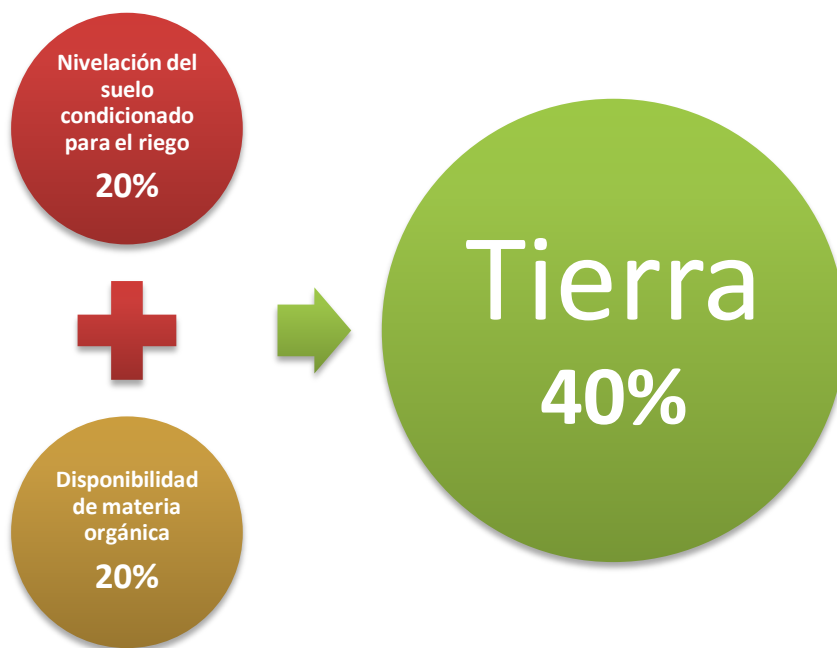 Nivelación del
suelo
condicionado
para el riego
20%
Disponibilidad
de materia
orgánica
20%
Tierra
40%